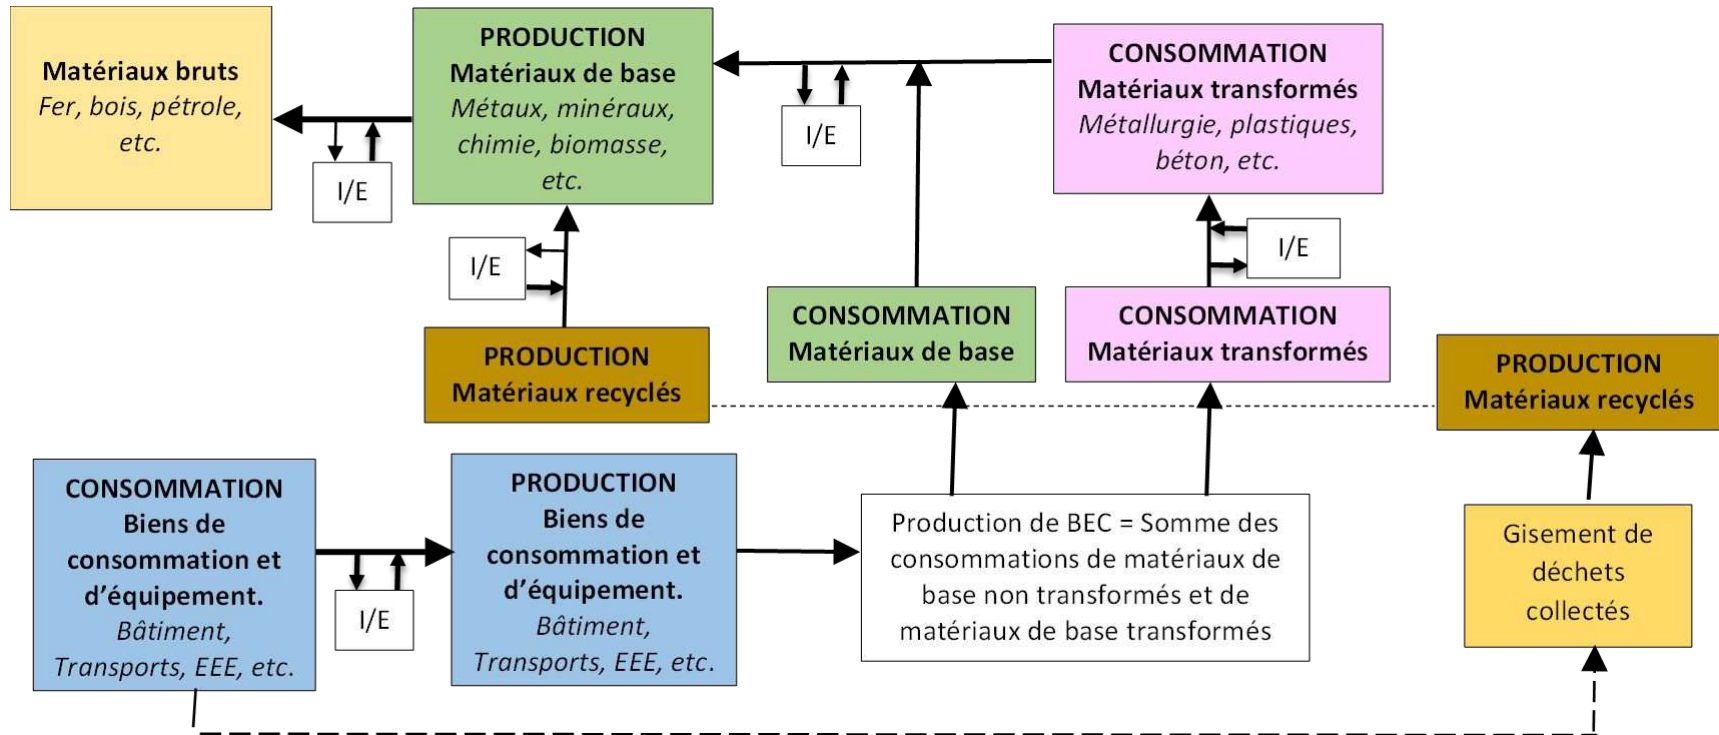 Matériaux bruts
Fer, bois, pétrole,
etc.
I/E
PRODUCTION
Matériaux de base
Métaux, minéraux,
chimie, biomasse,
etc.
I/E
CONSOMMATION
Matériaux transformés
Métallurgie, plastiques,
béton, etc.
I/E
I/E
PRODUCTION
Matériaux recyclés
CONSOMMATION
Matériaux de base
CONSOMMATION
Matériaux transformés
PRODUCTION
Matériaux recyclés
CONSOMMATION
Biens de
consommation et
d’équipement.
Bâtiment,
Transports, EEE, etc.
I/E
PRODUCTION
Biens de
consommation et
d’équipement.
Bâtiment,
Transports, EEE, etc.
Production de BEC = Somme des
consommations de matériaux de
base non transformés et de
matériaux de base transformés
Gisement de
déchets
collectés